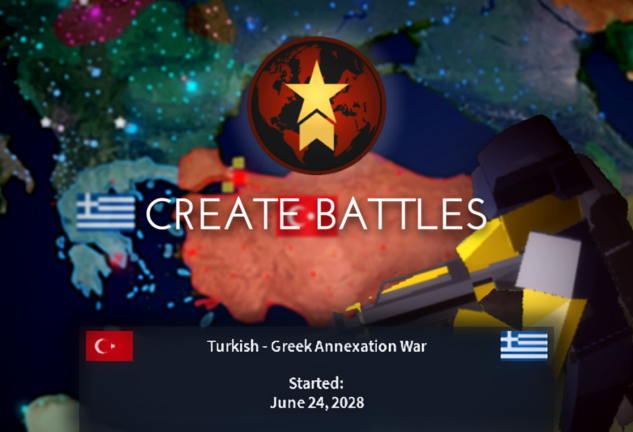 CREATE BATTLES
Turkish - Greek Annexation War
Started:
June 24, 2028